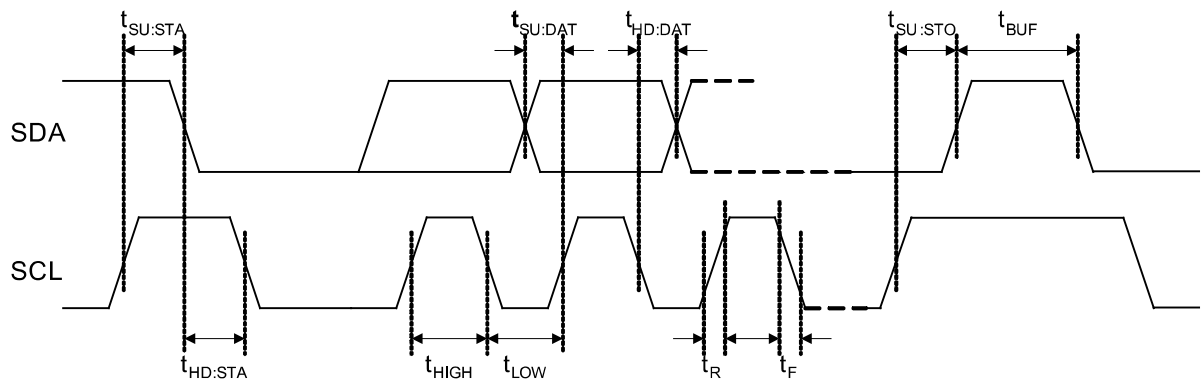 tSU:STA tSU:DAT tHD:DAT tSU:STO tBUF
SDA
SCL
tHD:STA tHIGH tLOW tR tF